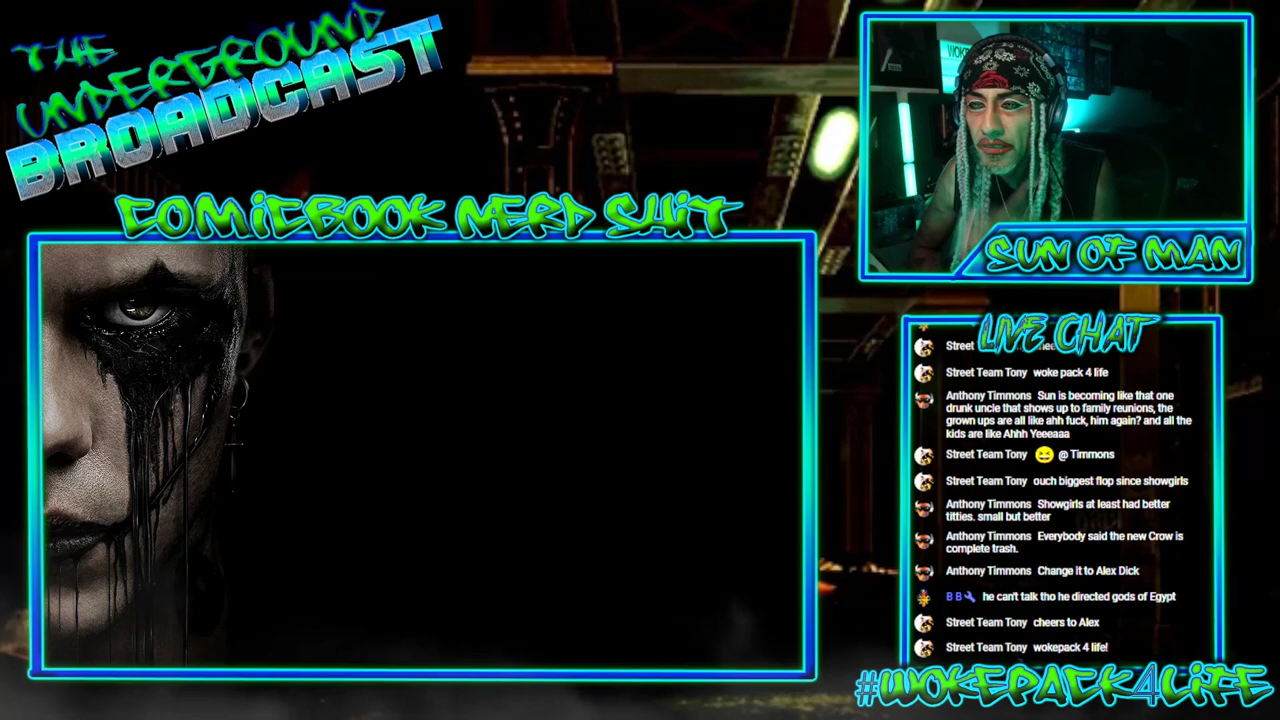 THE
UNDERGROUND
BROADCAST
COMICBOOK NERD SHIT
WOKE
SUN OF MAN
LIVE CHAT
Street
Street Team Tony woke pack 4 life
Anthony Timmons Sun is becoming like that one
drunk uncle that shows up to family reunions, the
grown ups are all like ahh fuck, him again? and all the
kids are like Ahhh Yeeeaaa
Street Team Tony 😆 @ Timmons
Street Team Tony ouch biggest flop since showgirls
Anthony Timmons Showgirls at least had better
titties. small but better
Anthony Timmons Everybody said the new Crow is
complete trash.
Anthony Timmons Change it to Alex Dick
B B🔧 he can't talk tho he directed gods of Egypt
Street Team Tony cheers to Alex
Street Team Tony wokepack 4 life!
#WOKEPACK4LIFE